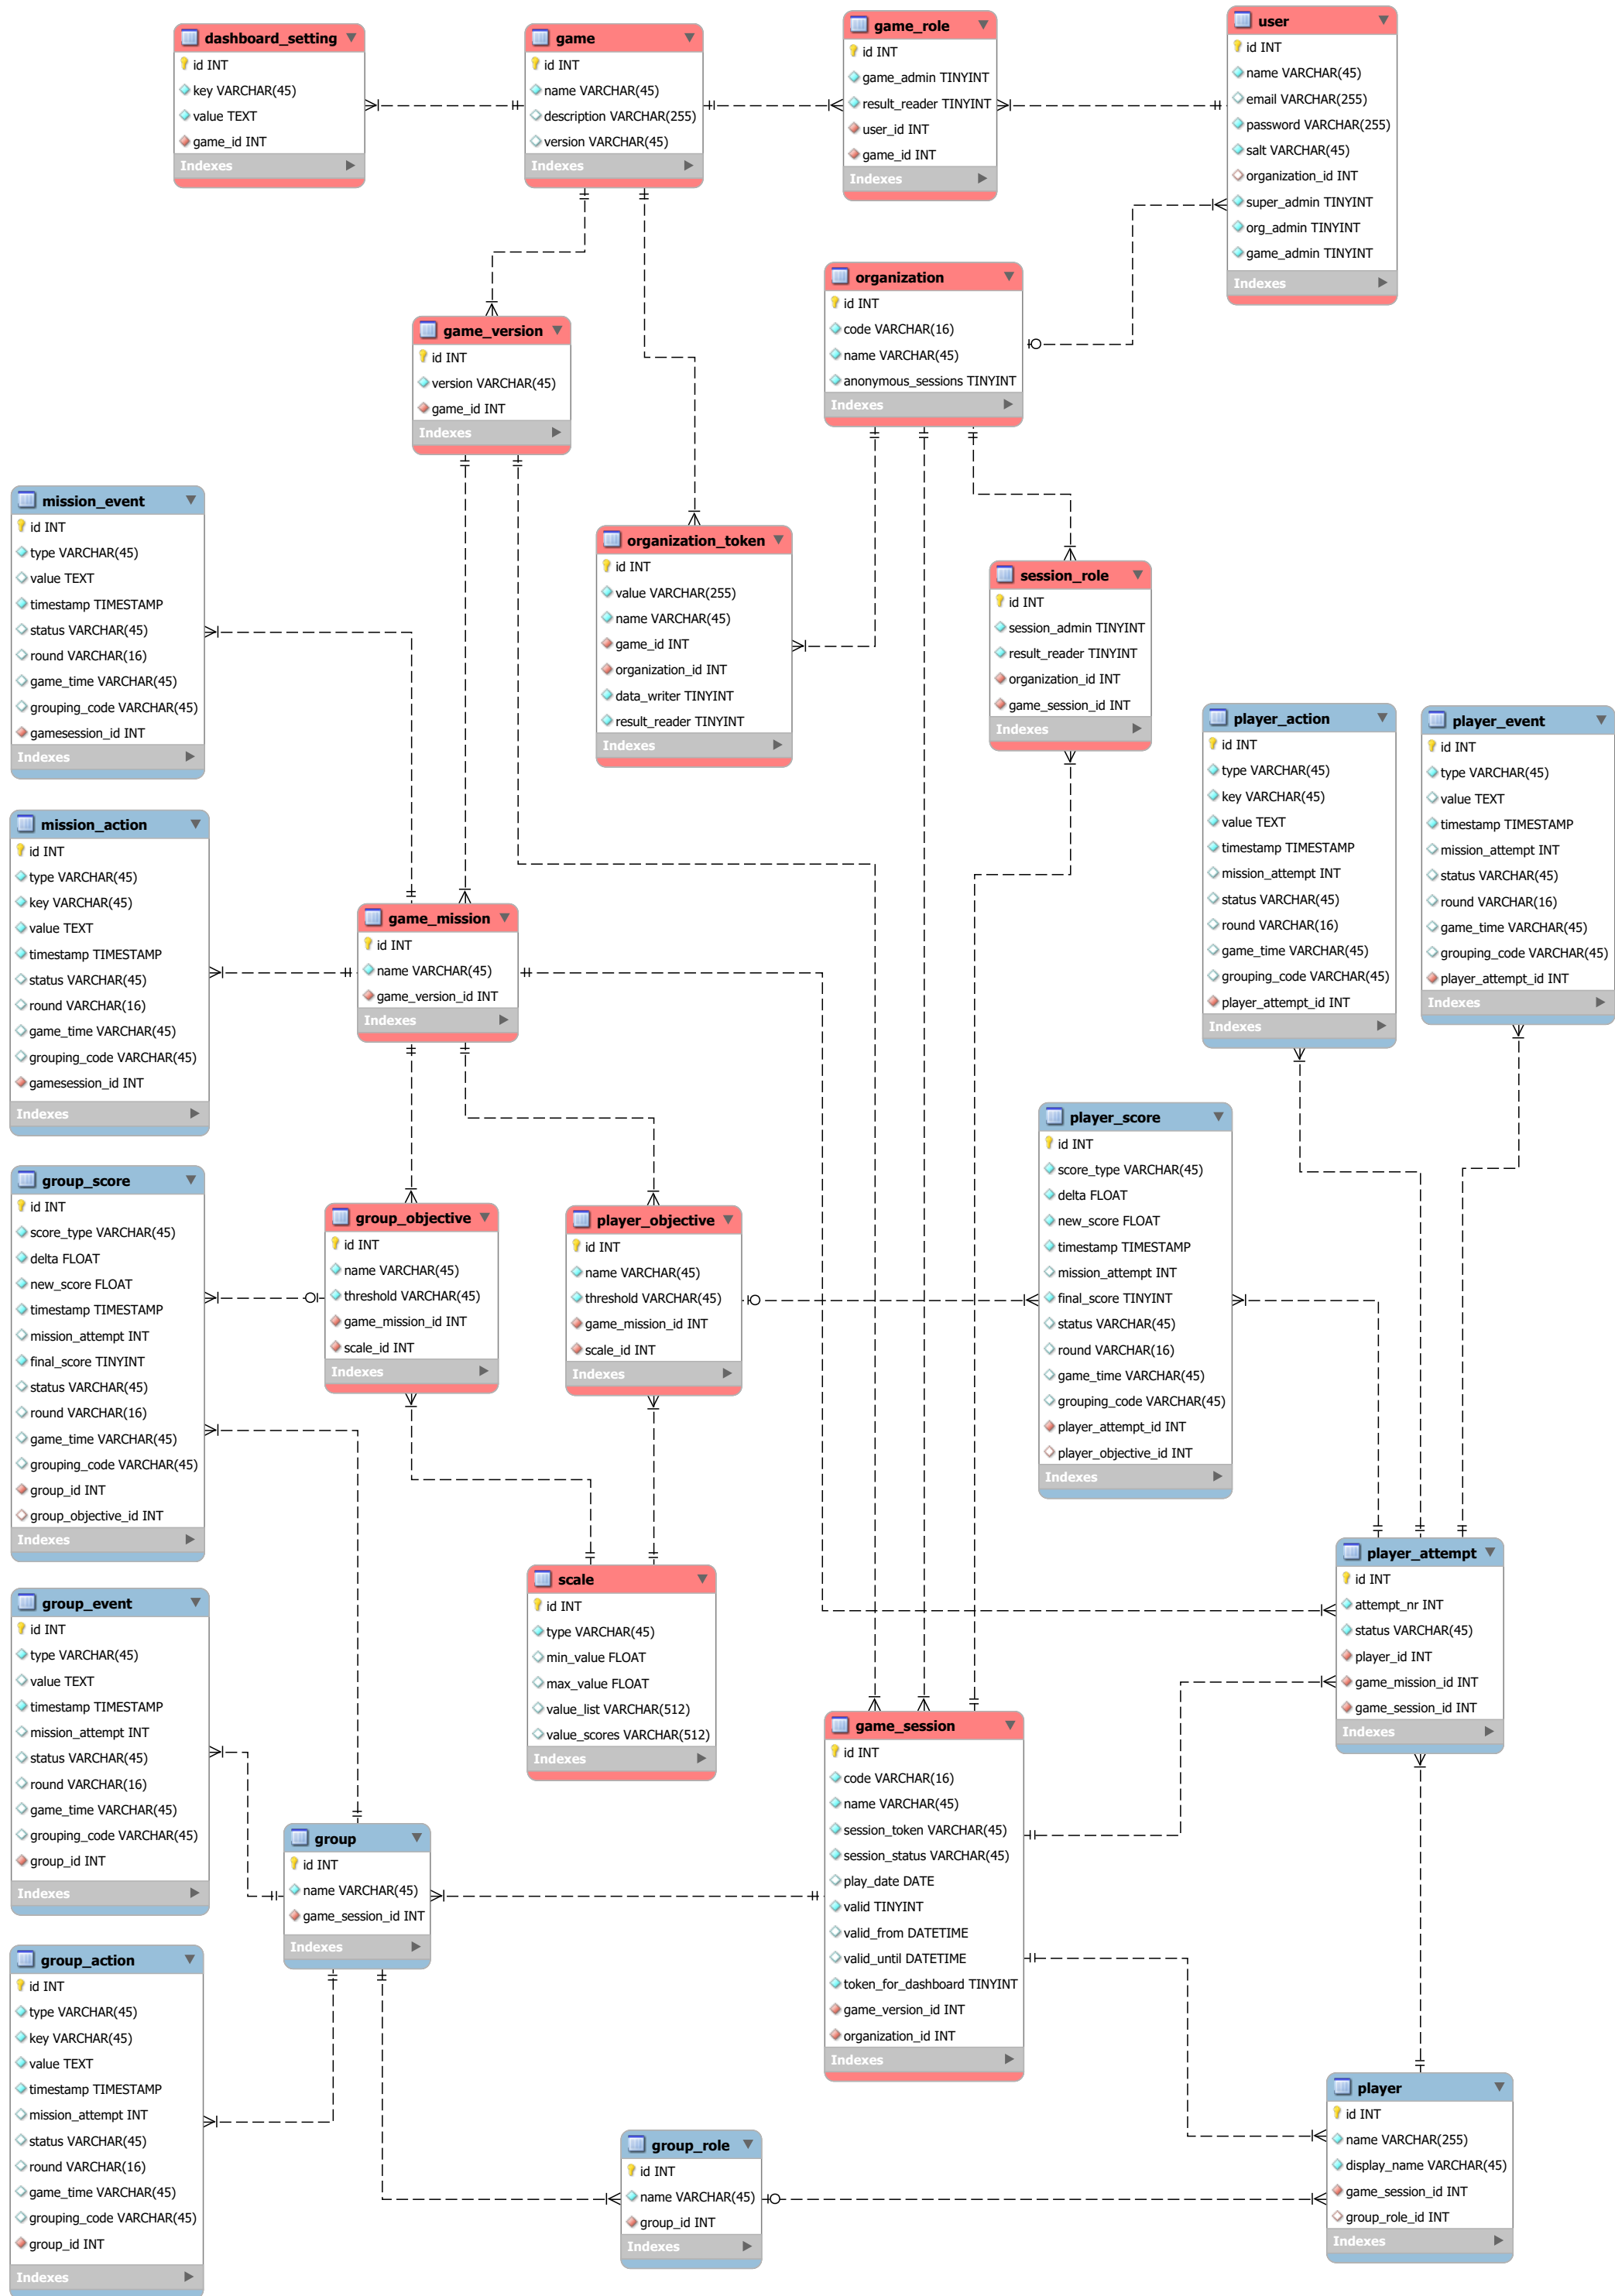 dashboard_setting
id INT
key VARCHAR(45)
value TEXT
game_id INT
Indexes
game
id INT
name VARCHAR(45)
description VARCHAR(255)
version VARCHAR(45)
Indexes
game_role
id INT
game_admin TINYINT
result_reader TINYINT
user_id INT
game_id INT
Indexes
user
id INT
name VARCHAR(45)
email VARCHAR(255)
password VARCHAR(255)
salt VARCHAR(45)
organization_id INT
super_admin TINYINT
org_admin TINYINT
game_admin TINYINT
Indexes
organization
id INT
code VARCHAR(16)
name VARCHAR(45)
anonymous_sessions TINYINT
Indexes
game_version
id INT
version VARCHAR(45)
game_id INT
Indexes
mission_event
id INT
type VARCHAR(45)
value TEXT
timestamp TIMESTAMP
status VARCHAR(45)
round VARCHAR(16)
game_time VARCHAR(45)
grouping_code VARCHAR(45)
gamesession_id INT
Indexes
organization_token
id INT
value VARCHAR(255)
name VARCHAR(45)
game_id INT
organization_id INT
data_writer TINYINT
result_reader TINYINT
Indexes
session_role
id INT
session_admin TINYINT
result_reader TINYINT
organization_id INT
game_session_id INT
Indexes
player_action
id INT
type VARCHAR(45)
key VARCHAR(45)
value TEXT
timestamp TIMESTAMP
mission_attempt INT
status VARCHAR(45)
round VARCHAR(16)
game_time VARCHAR(45)
grouping_code VARCHAR(45)
player_attempt_id INT
Indexes
player_event
id INT
type VARCHAR(45)
value TEXT
timestamp TIMESTAMP
mission_attempt INT
status VARCHAR(45)
round VARCHAR(16)
game_time VARCHAR(45)
grouping_code VARCHAR(45)
player_attempt_id INT
Indexes
mission_action
id INT
type VARCHAR(45)
key VARCHAR(45)
value TEXT
timestamp TIMESTAMP
status VARCHAR(45)
round VARCHAR(16)
game_time VARCHAR(45)
grouping_code VARCHAR(45)
gamesession_id INT
Indexes
game_mission
id INT
name VARCHAR(45)
game_version_id INT
Indexes
player_score
id INT
score_type VARCHAR(45)
delta FLOAT
new_score FLOAT
timestamp TIMESTAMP
mission_attempt INT
final_score TINYINT
status VARCHAR(45)
round VARCHAR(16)
game_time VARCHAR(45)
grouping_code VARCHAR(45)
player_attempt_id INT
player_objective_id INT
Indexes
group_score
id INT
score_type VARCHAR(45)
delta FLOAT
new_score FLOAT
timestamp TIMESTAMP
mission_attempt INT
final_score TINYINT
status VARCHAR(45)
round VARCHAR(16)
game_time VARCHAR(45)
grouping_code VARCHAR(45)
group_id INT
group_objective_id INT
Indexes
group_objective
id INT
name VARCHAR(45)
threshold VARCHAR(45)
game_mission_id INT
scale_id INT
Indexes
player_objective
id INT
name VARCHAR(45)
threshold VARCHAR(45)
game_mission_id INT
scale_id INT
Indexes
player_attempt
id INT
attempt_nr INT
status VARCHAR(45)
player_id INT
game_mission_id INT
game_session_id INT
Indexes
scale
id INT
type VARCHAR(45)
min_value FLOAT
max_value FLOAT
value_list VARCHAR(512)
value_scores VARCHAR(512)
Indexes
group_event
id INT
type VARCHAR(45)
value TEXT
timestamp TIMESTAMP
mission_attempt INT
status VARCHAR(45)
round VARCHAR(16)
game_time VARCHAR(45)
grouping_code VARCHAR(45)
group_id INT
Indexes
game_session
id INT
code VARCHAR(16)
name VARCHAR(45)
session_token VARCHAR(45)
session_status VARCHAR(45)
play_date DATE
valid TINYINT
valid_from DATETIME
valid_until DATETIME
token_for_dashboard TINYINT
game_version_id INT
organization_id INT
Indexes
group
id INT
name VARCHAR(45)
game_session_id INT
Indexes
group_action
id INT
type VARCHAR(45)
key VARCHAR(45)
value TEXT
timestamp TIMESTAMP
mission_attempt INT
status VARCHAR(45)
round VARCHAR(16)
game_time VARCHAR(45)
grouping_code VARCHAR(45)
group_id INT
Indexes
group_role
id INT
name VARCHAR(45)
group_id INT
Indexes
player
id INT
name VARCHAR(255)
display_name VARCHAR(45)
game_session_id INT
group_role_id INT
Indexes